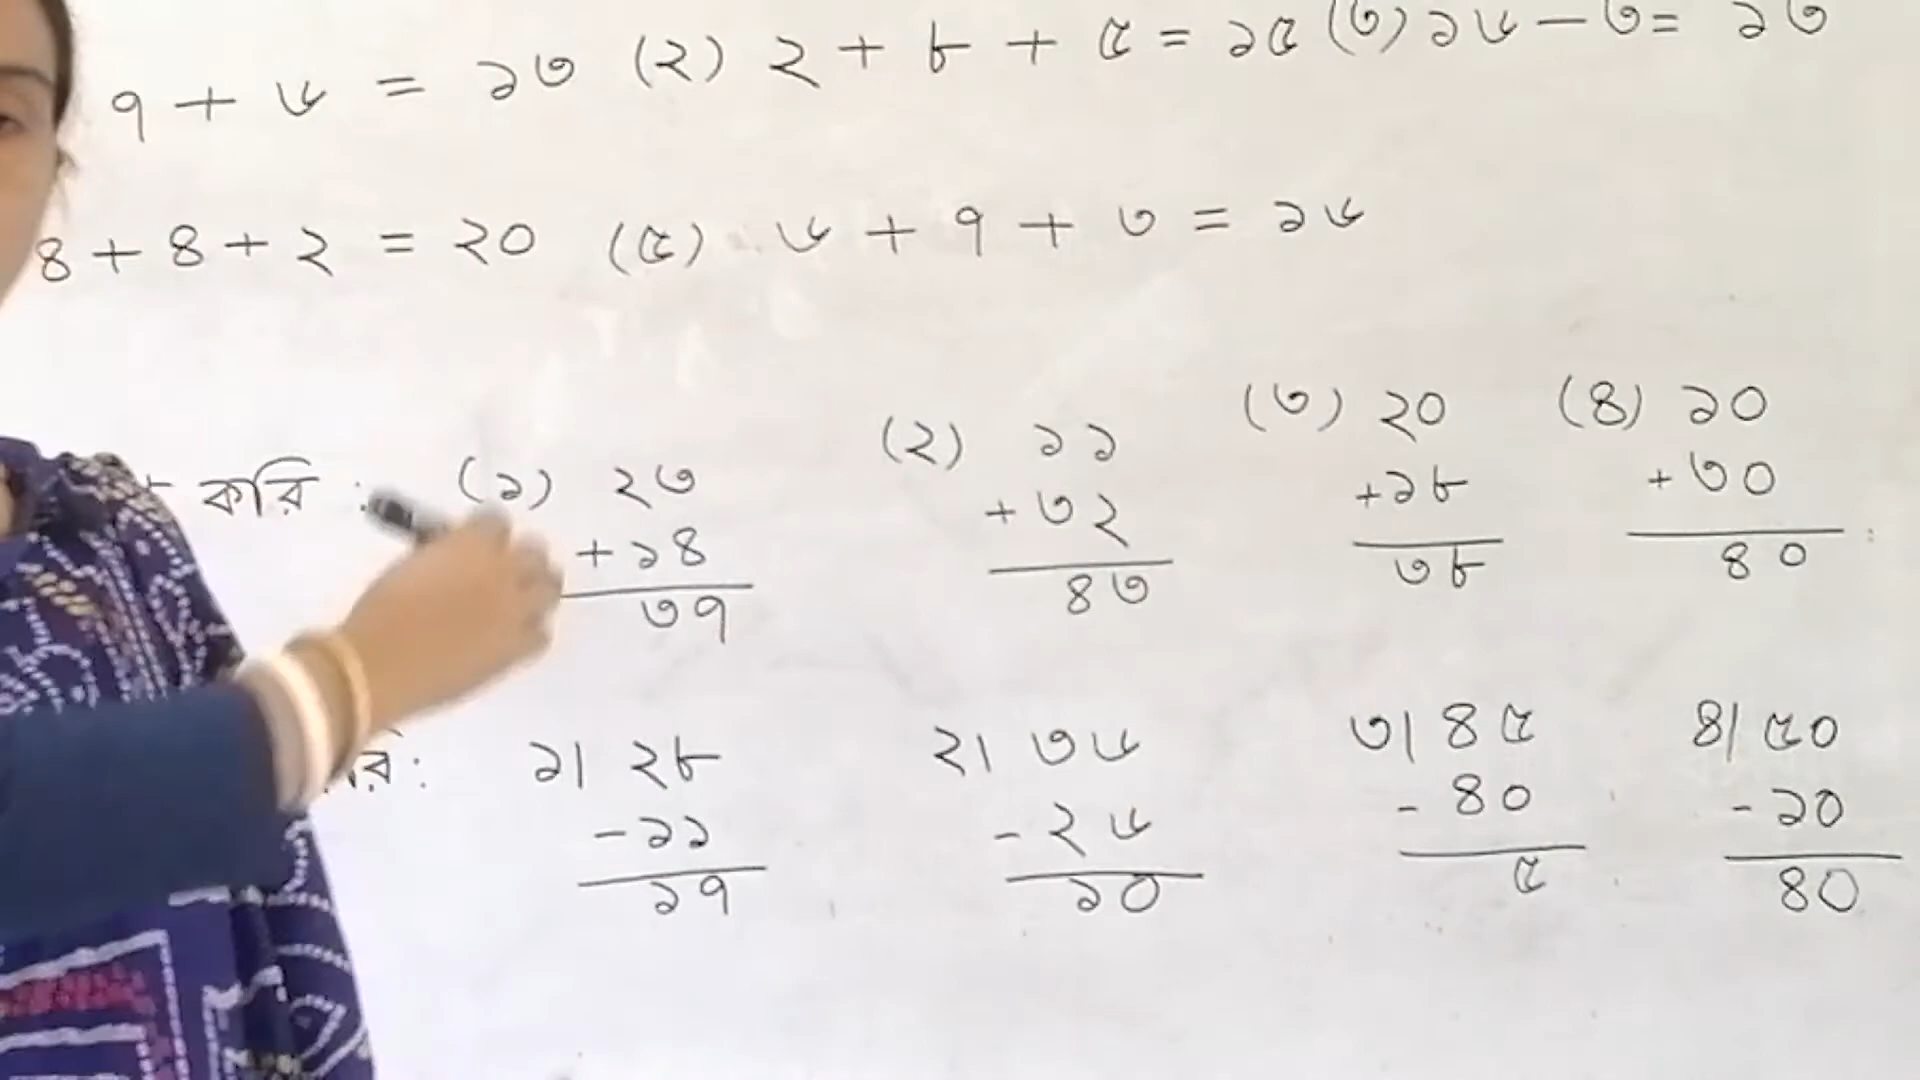 ৭ + ৬ = ১৩ (২) ২ + ৮ + ৫ = ১৫ (৩) ১৬ − ৩ = ১৩
৪ + ৪ + ২ = ২০ (৫) ৬ + ৭ + ৩ = ১৬
করি : (১) ২৩ (২) ১১ (৩) ২০ (৪) ১০
+ ১৪ + ৩২ + ১৮ + ৩০
৩৭ ৪৩ ৩৮ ৪০
১। ২৮ ২। ৩৬ ৩। ৪৫ ৪। ৫০
- ১১ - ২৬ - ৪০ - ১০
১৭ ১০ ৫ ৪০